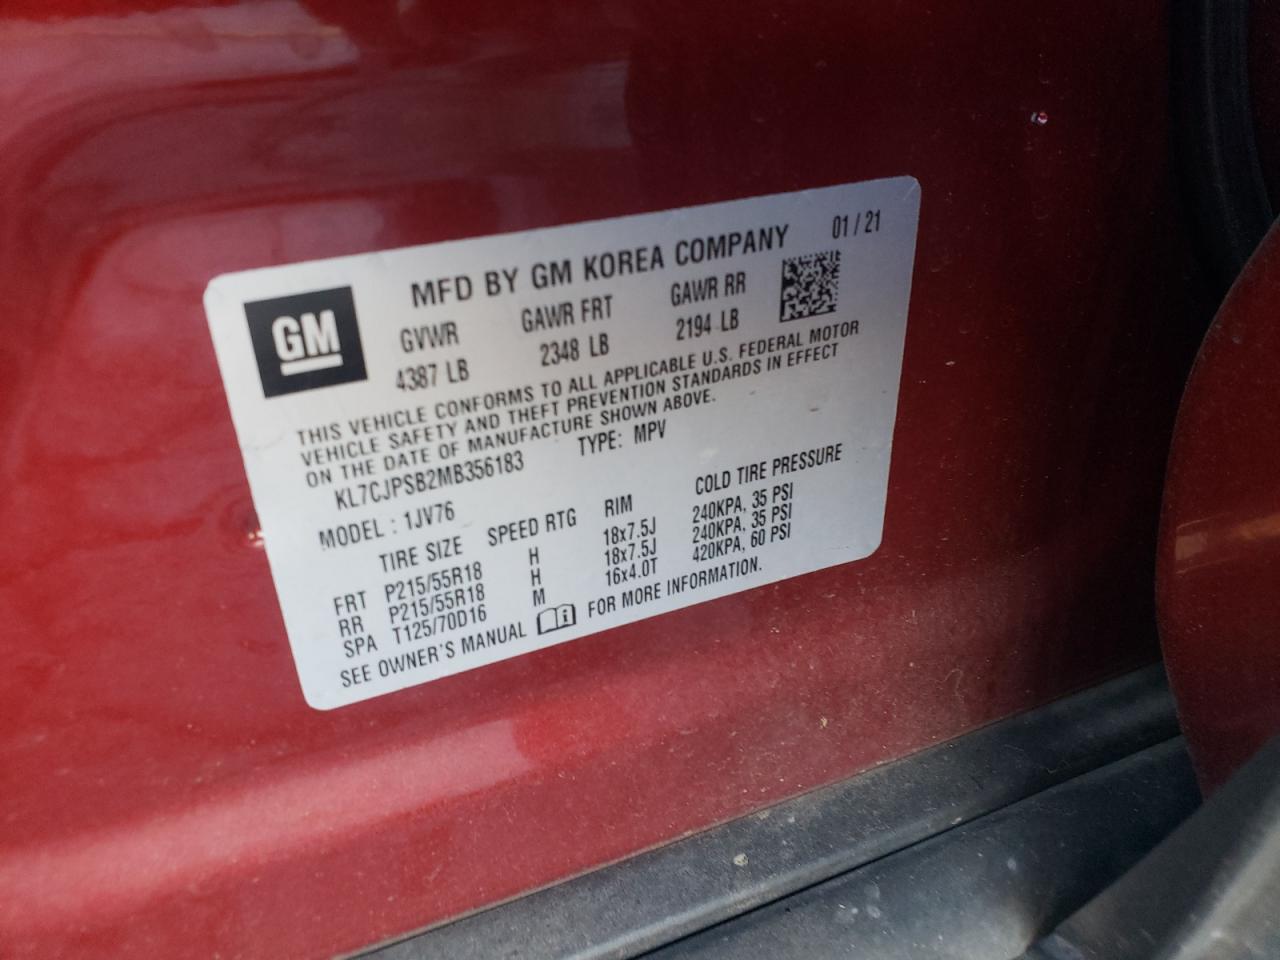 GM
MFD BY GM KOREA COMPANY 01 / 21
GVWR GAWR FRT GAWR RR
4387 LB 2348 LB 2194 LB
THIS VEHICLE CONFORMS TO ALL APPLICABLE U.S. FEDERAL MOTOR
VEHICLE SAFETY AND THEFT PREVENTION STANDARDS IN EFFECT
ON THE DATE OF MANUFACTURE SHOWN ABOVE.
KL7CJPSB2MB356183 TYPE: MPV
MODEL : 1JV76
TIRE SIZE SPEED RTG RIM COLD TIRE PRESSURE
FRT P215/55R18 H 18x7.5J 240KPA, 35 PSI
RR P215/55R18 H 18x7.5J 240KPA, 35 PSI
SPA T125/70D16 M 16x4.0T 420KPA, 60 PSI
SEE OWNER'S MANUAL FOR MORE INFORMATION.